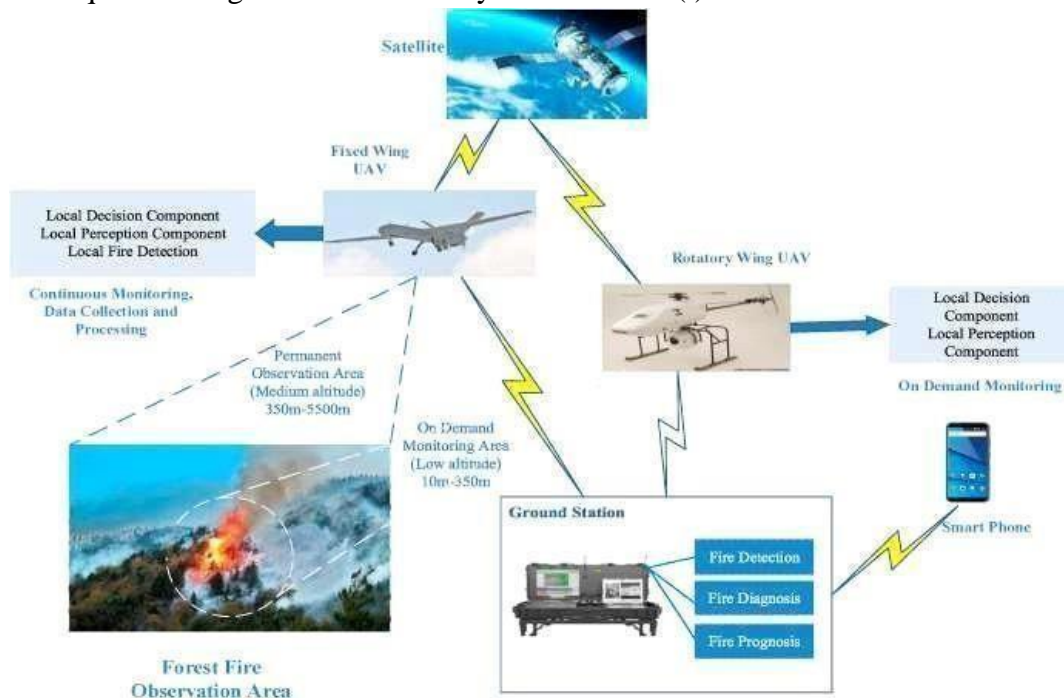 Satellite
Fixed Wing
UAV
Local Decision Component
Local Perception Component
Local Fire Detection
Continuous Monitoring,
Data Collection and
Processing
Rotatory Wing UAV
Local Decision
Component
Local Perception
Component
On Demand Monitoring
Permanent
Observation Area
(Medium altitude)
350m-5500m
On Demand
Monitoring Area
(Low altitude)
10m-350m
Ground Station
Fire Detection
Fire Diagnosis
Fire Prognosis
Smart Phone
Forest Fire
Observation Area